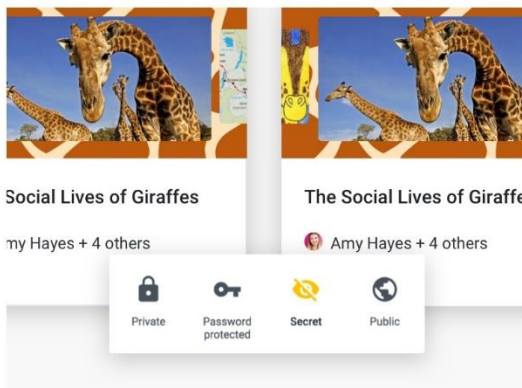 Social Lives of Giraffes
The Social Lives of Giraffe
my Hayes + 4 others
Amy Hayes + 4 others
Private
Password
protected
Secret
Public